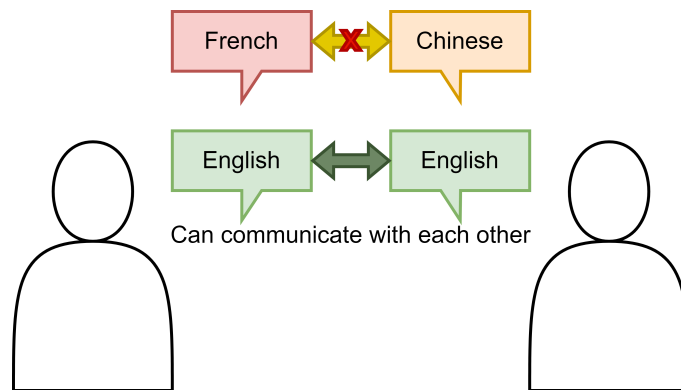 French
Chinese
English
English
Can communicate with each other